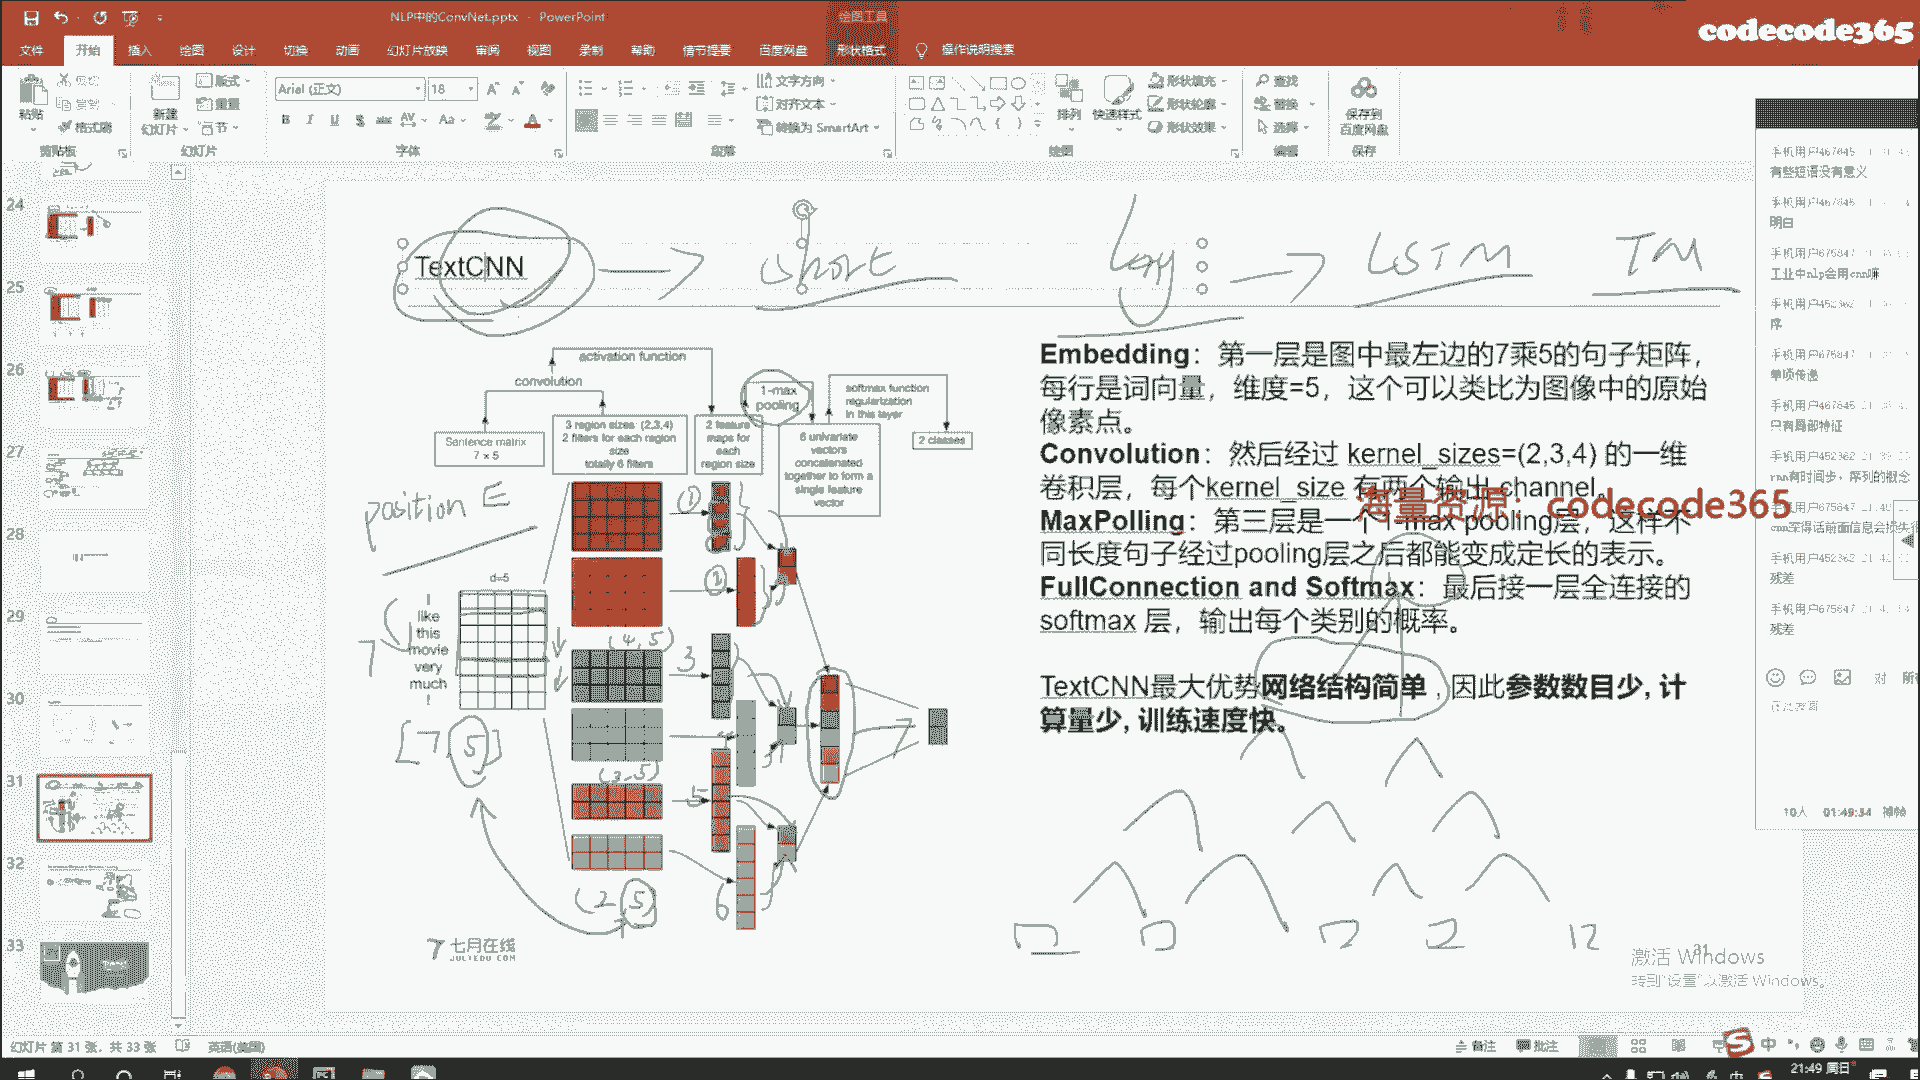 NLP中的ConvNet.pptx - PowerPoint
绘图工具
codecode365
文件 开始 插入 绘图 设计 切换 动画 幻灯片放映 审阅 视图 录制 帮助 情节提要 百度网盘 形状格式 操作说明搜索
粘贴
格式刷
剪贴板
新建
幻灯片
版式
重置
节
幻灯片
Arial (正文) 18
B I U S abc AV Aa A
字体
文字方向
对齐文本
转换为 SmartArt
段落
排列
快速样式
形状填充
形状轮廓
形状效果
绘图
查找
替换
选择
编辑
保存到
百度网盘
保存
24
25
26
27
28
29
30
31
32
33
TextCNN
short
LSTM
activation function
convolution
1-max
pooling
softmax function
regularization
in this layer
Sentence matrix
7 × 5
3 region sizes: (2,3,4)
2 filters for each region
size
totally 6 filters
2 feature
maps for
each
region size
6 univariate
vectors
concatenated
together to form a
single feature
vector
2 classes
position E
d=5
I
like
this
movie
very
much
!
7
[7 5]
(4,5)
(3-5)
(2-5)
1
2
3
5
6
Embedding：第一层是图中最左边的7乘5的句子矩阵，
每行是词向量，维度=5，这个可以类比为图像中的原始
像素点。
Convolution：然后经过 kernel_sizes=(2,3,4) 的一维
卷积层，每个kernel_size 有两个输出 channel。
MaxPolling：第三层是一个1-max pooling层，这样不
同长度句子经过pooling层之后都能变成定长的表示。
FullConnection and Softmax：最后接一层全连接的
softmax 层，输出每个类别的概率。
TextCNN最大优势网络结构简单，因此参数数目少, 计
算量少, 训练速度快。
海量资源：codecode365
七月在线
JULYEDU.COM
31
手机用户467845
有些短语没有意义
手机用户467845
明白
手机用户675847
工业中nlp会用cnn嘛
手机用户452362
序
手机用户675847
单项传递
手机用户467845
只有局部特征
手机用户452362
rnn有时间步，序列的概念
手机用户675847
手机用户452362
残差
手机用户675847
残差
10人 01:49:34
激活 Windows
转到“设置”以激活 Windows。
幻灯片 第 31 张，共 33 张 英语(美国)
备注 批注
中
21:49 周日